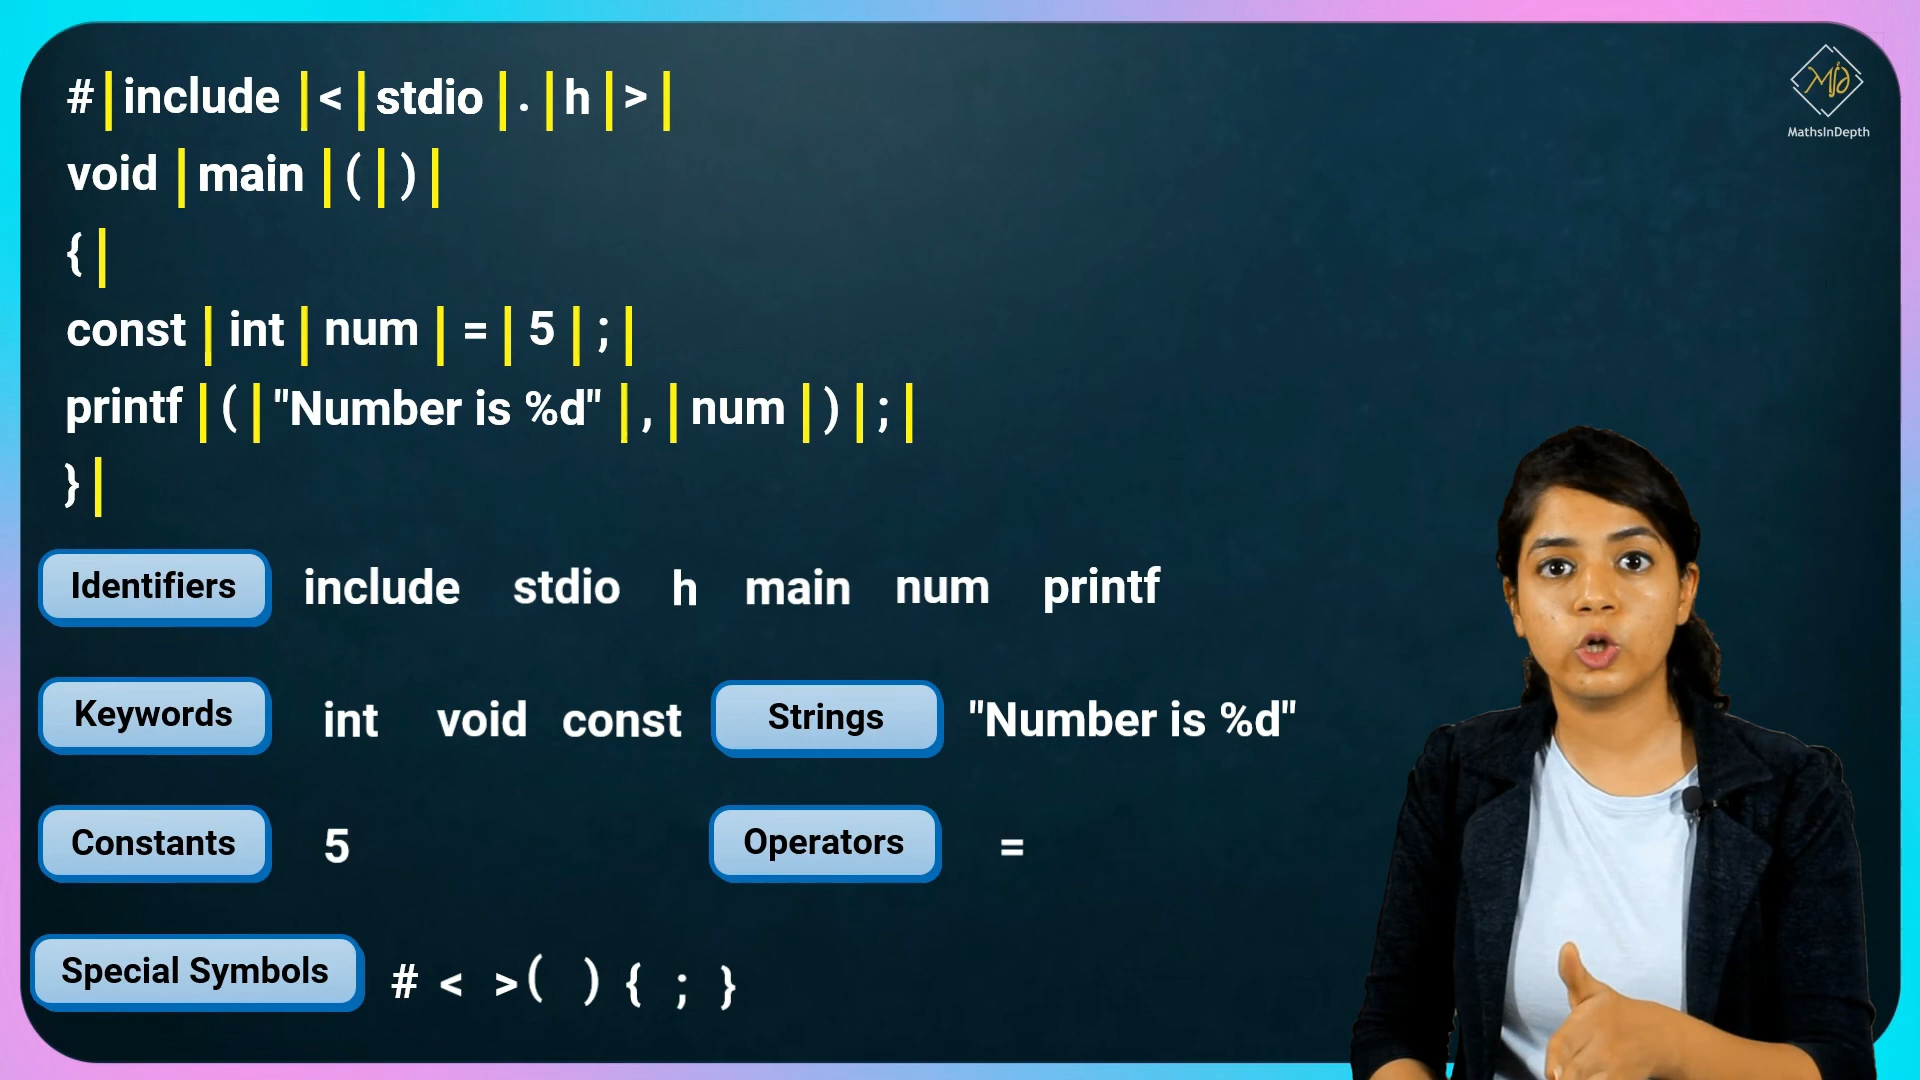 # | include | < | stdio | . | h | > |
MathsInDepth
void | main | ( | ) |
{ |
const | int | num | = | 5 | ; |
printf | ( | "Number is %d" | , | num | ) | ; |
} |
Identifiers include stdio h main num printf
Keywords int void const Strings "Number is %d"
Constants 5 Operators =
Special Symbols # < > ( ) { ; }